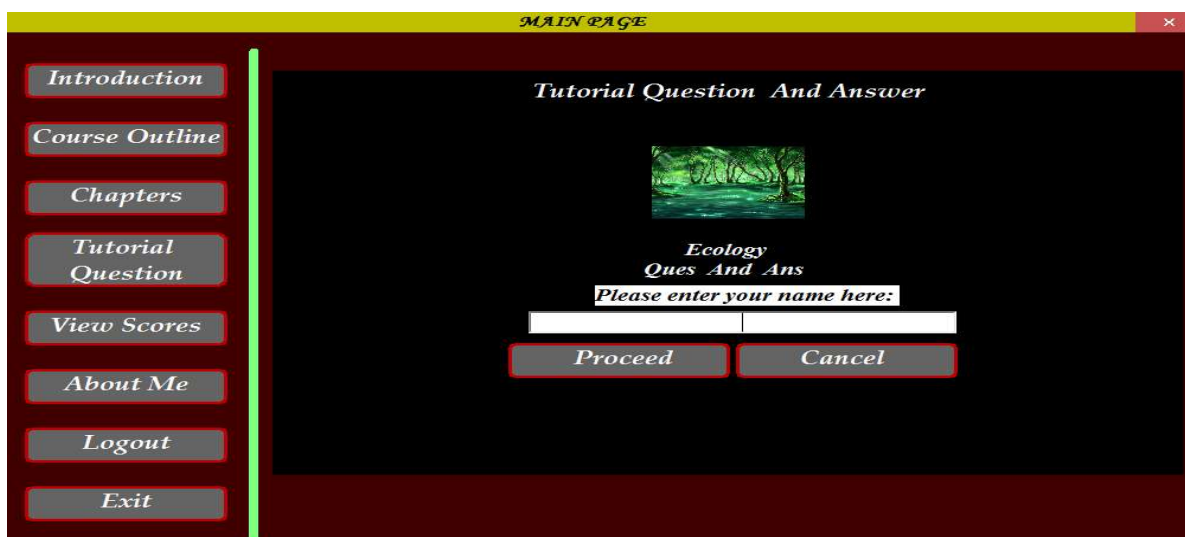 MAIN PAGE
Introduction
Course Outline
Chapters
Tutorial
Question
View Scores
About Me
Logout
Exit
Tutorial Question And Answer
Ecology
Ques And Ans
Please enter your name here:
Proceed
Cancel